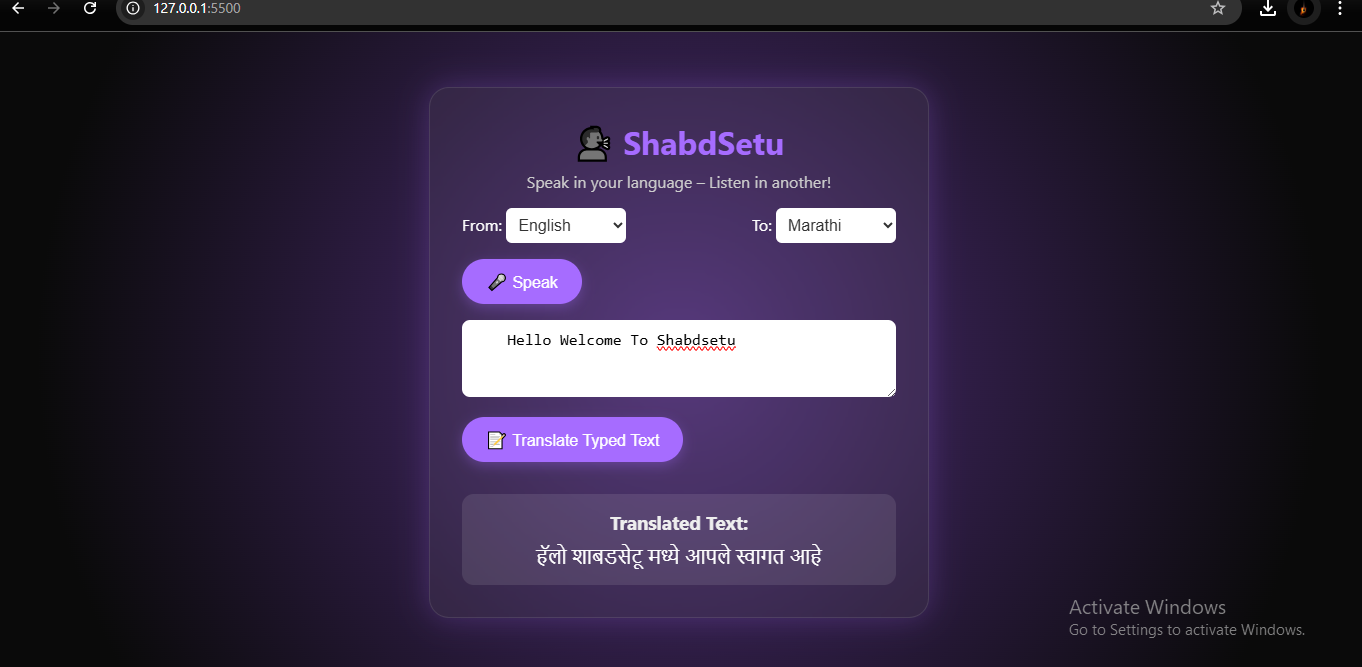 127.0.0.1:5500
ShabdSetu
Speak in your language – Listen in another!
From: English To: Marathi
Speak
Hello Welcome To Shabdsetu
Translate Typed Text
Translated Text:
हॅलो शाबडसेटू मध्ये आपले स्वागत आहे
Activate Windows
Go to Settings to activate Windows.